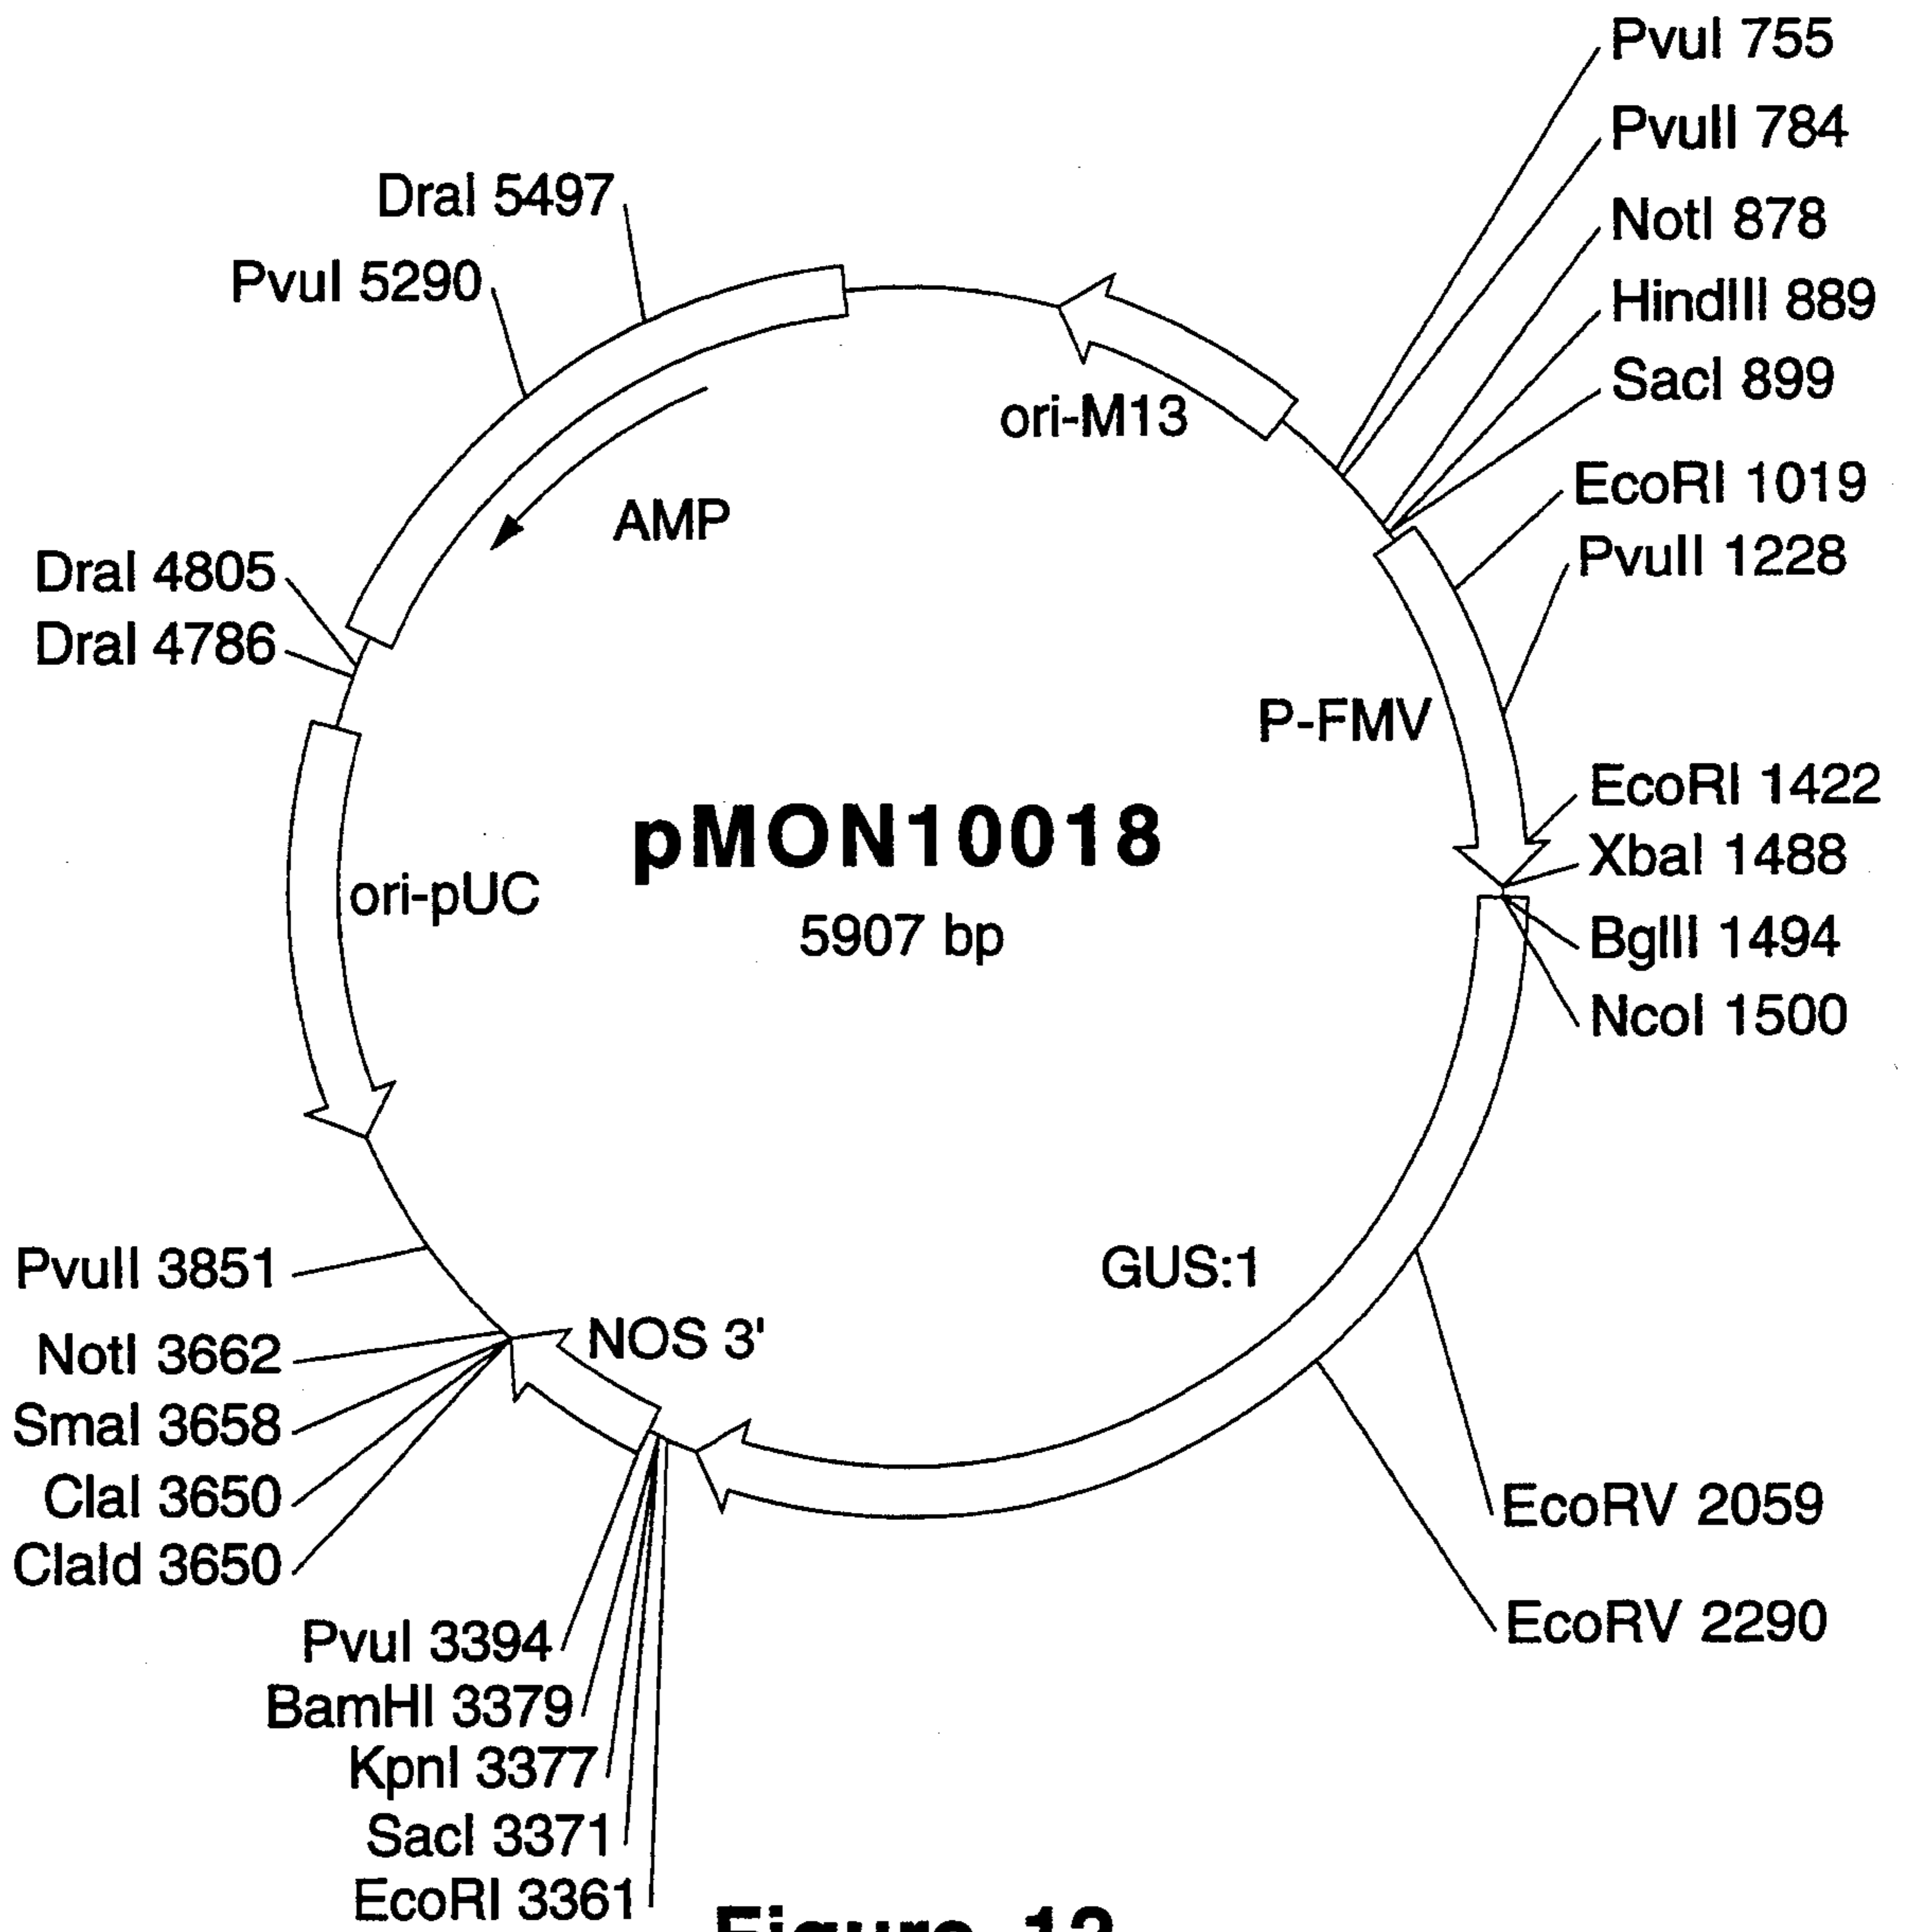 PvuI 755
PvuII 784
NotI 878
HindIII 889
SacI 899
EcoRI 1019
PvuII 1228
EcoRI 1422
XbaI 1488
BglII 1494
NcoI 1500
EcoRV 2059
EcoRV 2290
DraI 5497
PvuI 5290
DraI 4805
DraI 4786
ori-M13
AMP
P-FMV
pMON10018
5907 bp
ori-pUC
GUS:1
NOS 3'
PvuII 3851
NotI 3662
SmaI 3658
ClaI 3650
ClaId 3650
PvuI 3394
BamHI 3379
KpnI 3377
SacI 3371
EcoRI 3361
Figure